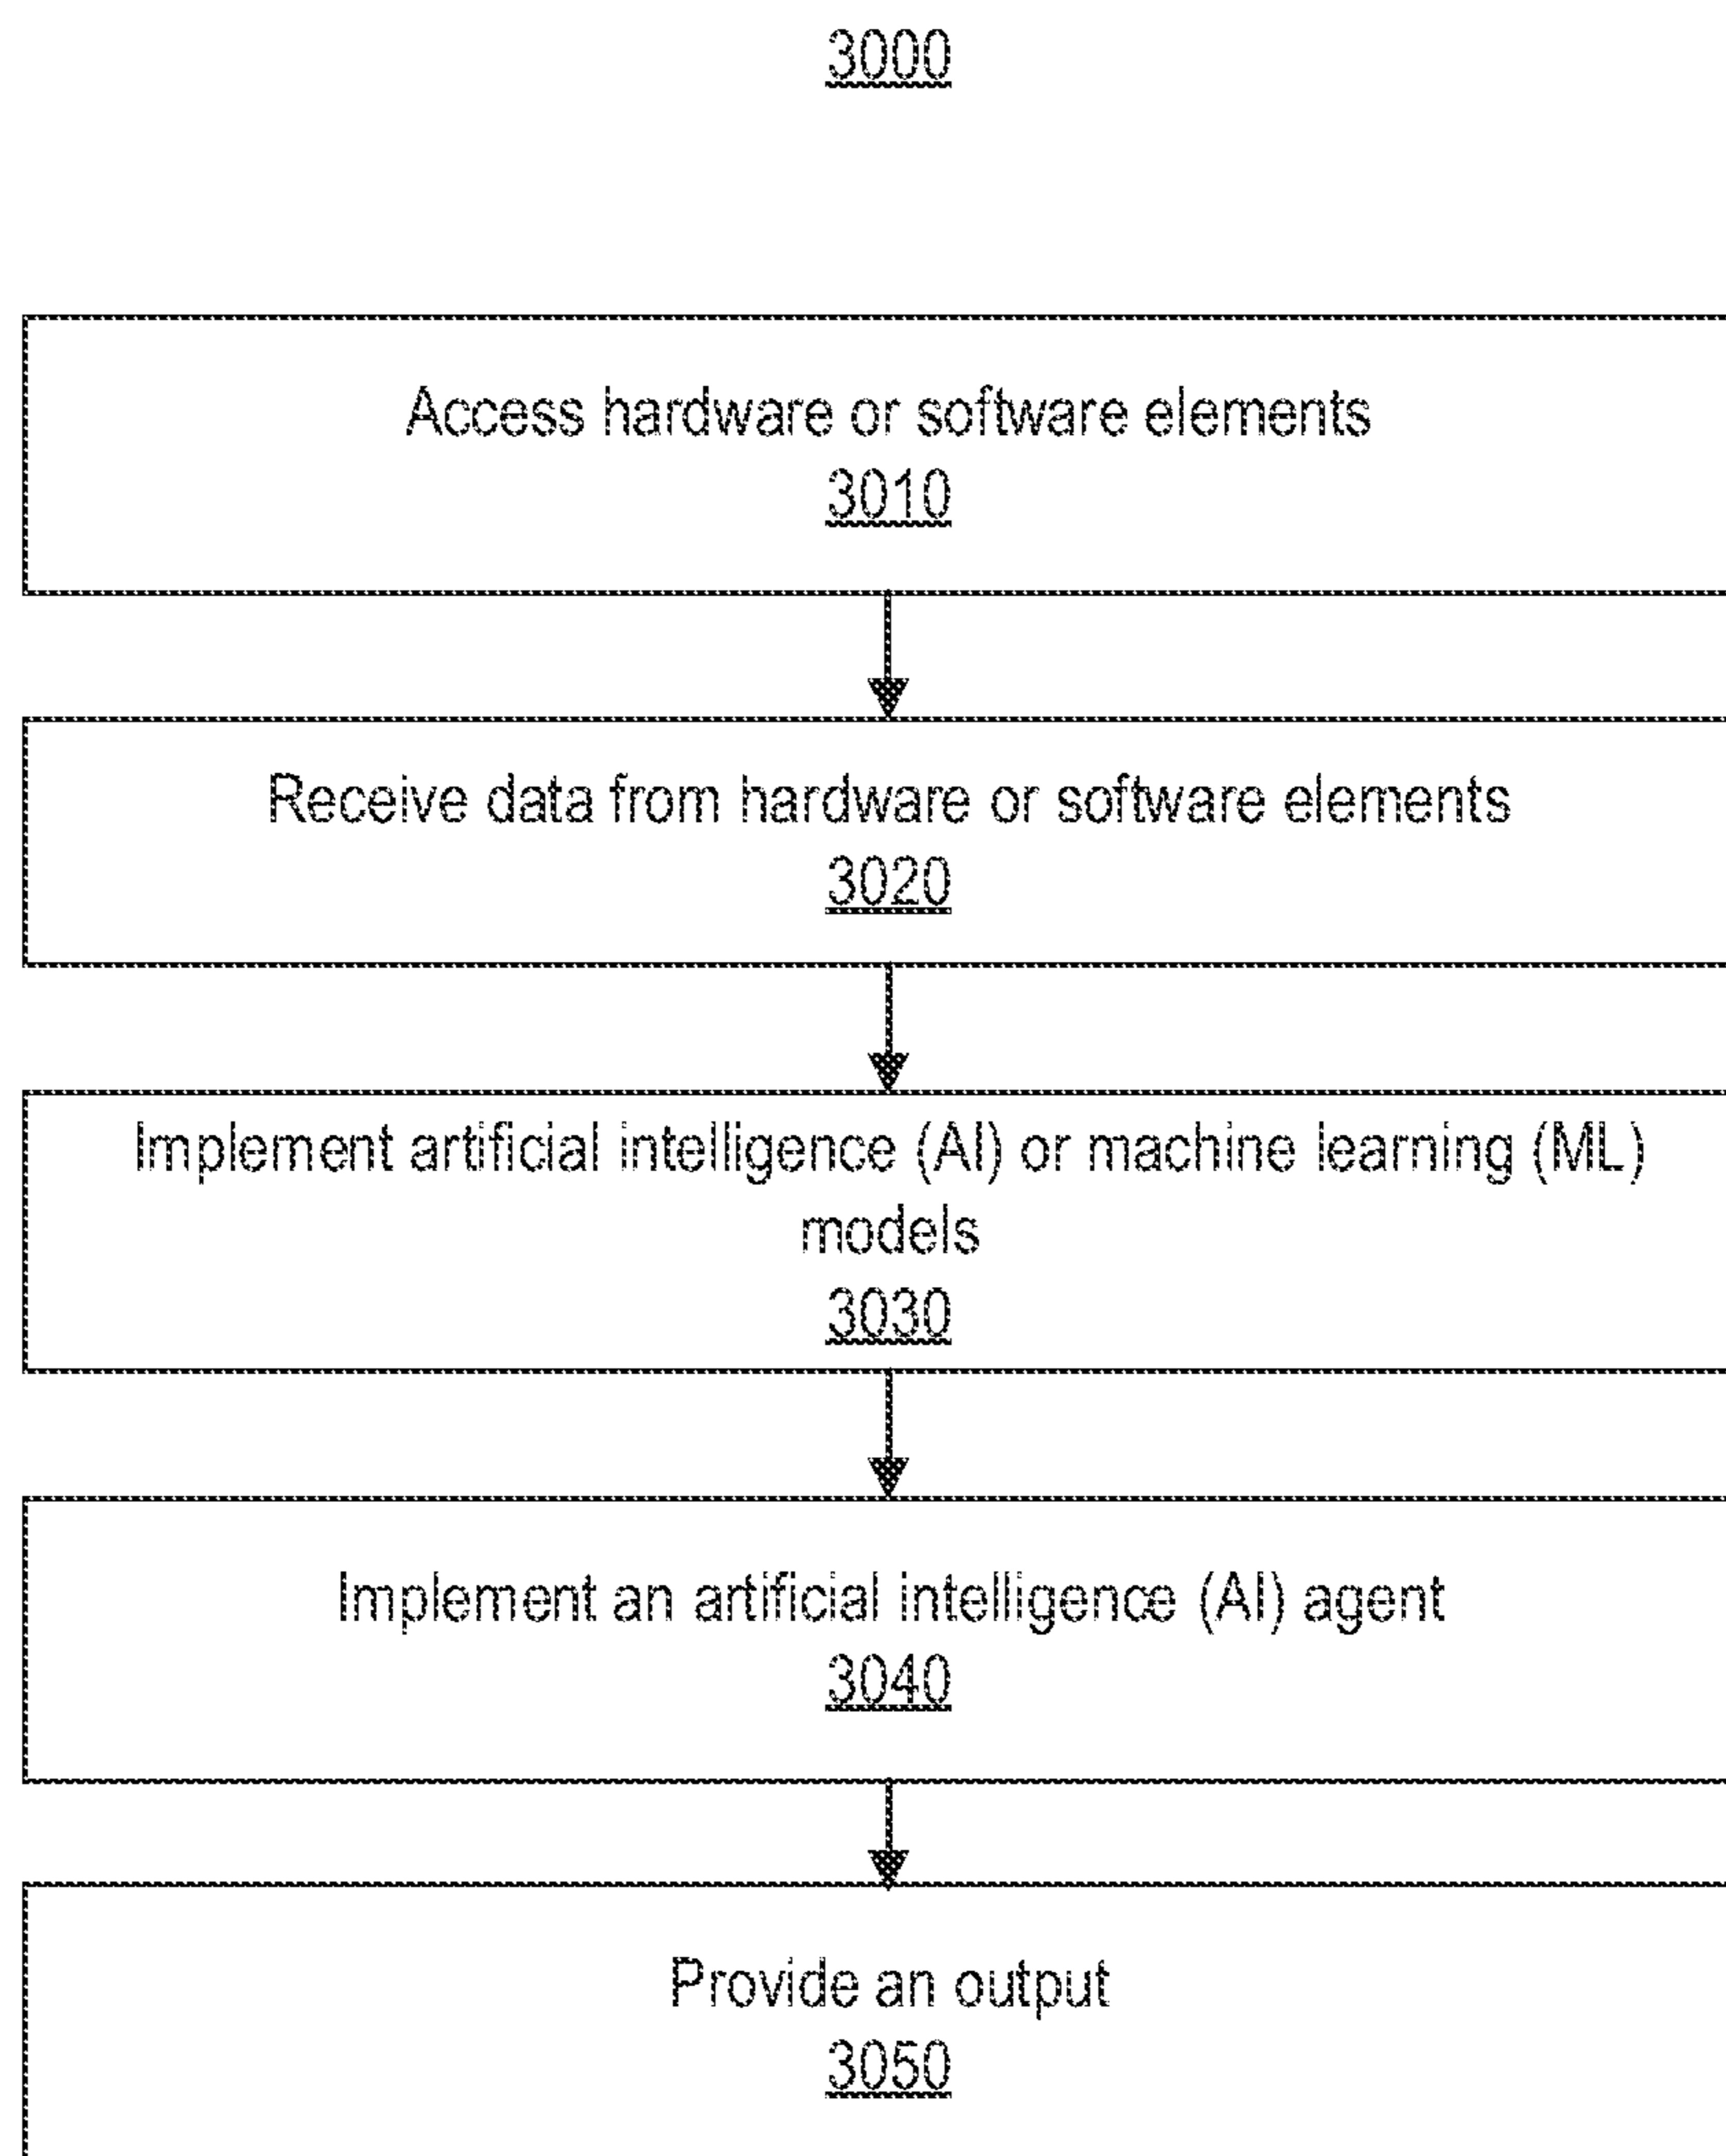 3000
Access hardware or software elements
3010
Receive data from hardware or software elements
3020
Implement artificial intelligence (AI) or machine learning (ML)
models
3030
Implement an artificial intelligence (AI) agent
3040
Provide an output
3050